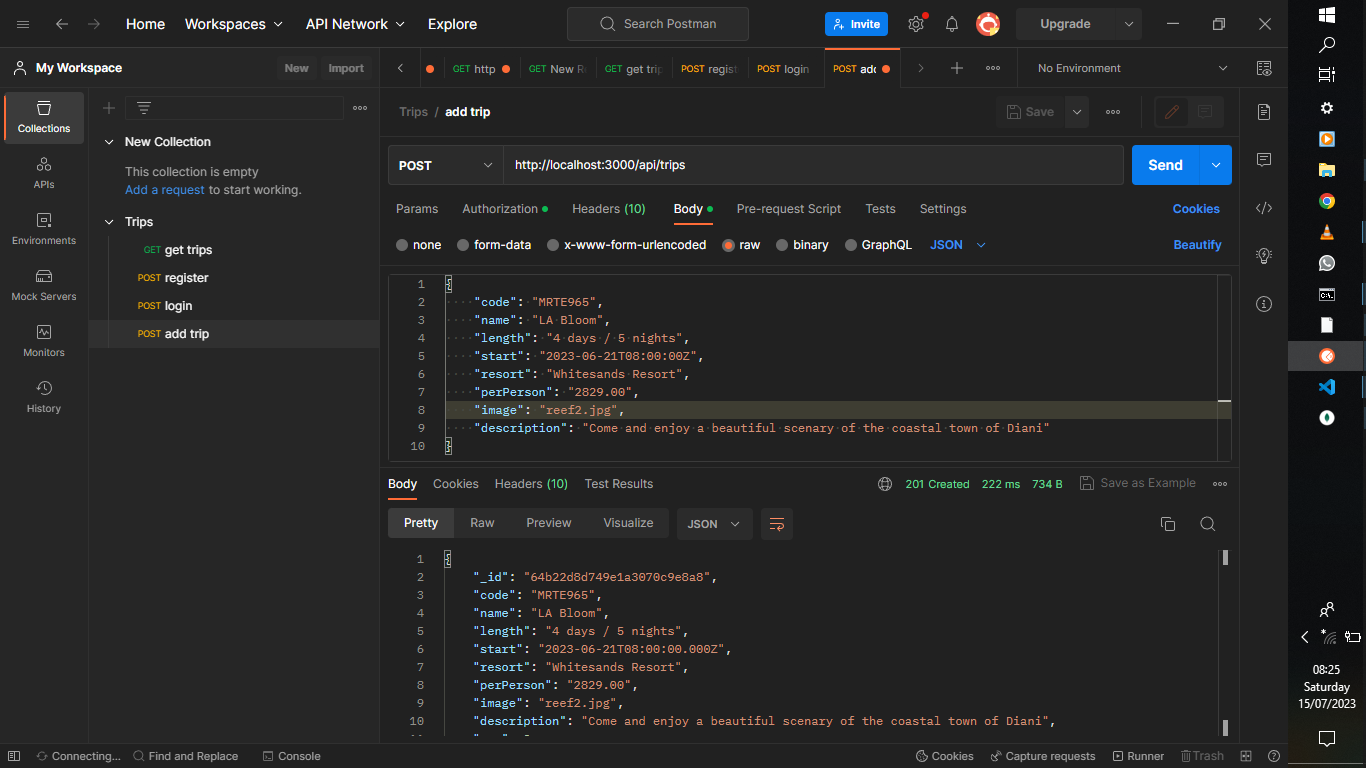 Home Workspaces API Network Explore Search Postman Invite Upgrade
My Workspace New Import
GET http GET New R GET get trip POST regist POST login POST add No Environment
Collections
APIs
Environments
Mock Servers
Monitors
History
New Collection
This collection is empty
Add a request to start working.
Trips
GET get trips
POST register
POST login
POST add trip
Trips / add trip Save
POST http://localhost:3000/api/trips Send
Params Authorization Headers (10) Body Pre-request Script Tests Settings Cookies
none form-data x-www-form-urlencoded raw binary GraphQL JSON Beautify
1 {
2 "code": "MRTE965",
3 "name": "LA Bloom",
4 "length": "4 days / 5 nights",
5 "start": "2023-06-21T08:00:00Z",
6 "resort": "Whitesands Resort",
7 "perPerson": "2829.00",
8 "image": "reef2.jpg",
9 "description": "Come and enjoy a beautiful scenary of the coastal town of Diani"
10 }
Body Cookies Headers (10) Test Results 201 Created 222 ms 734 B Save as Example
Pretty Raw Preview Visualize JSON
1 {
2 "_id": "64b22d8d749e1a3070c9e8a8",
3 "code": "MRTE965",
4 "name": "LA Bloom",
5 "length": "4 days / 5 nights",
6 "start": "2023-06-21T08:00:00.000Z",
7 "resort": "Whitesands Resort",
8 "perPerson": "2829.00",
9 "image": "reef2.jpg",
10 "description": "Come and enjoy a beautiful scenary of the coastal town of Diani",
Connecting... Find and Replace Console Cookies Capture requests Runner Trash
08:25
Saturday
15/07/2023